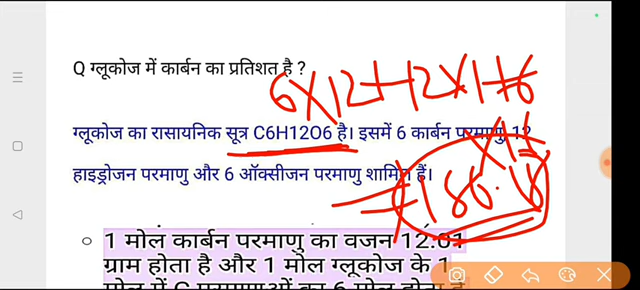 Q ग्लूकोज में कार्बन का प्रतिशत है ?
6×12+12×1+6
ग्लूकोज का रासायनिक सूत्र C6H12O6 है। इसमें 6 कार्बन परमाणु, 12
हाइड्रोजन परमाणु और 6 ऑक्सीजन परमाणु शामिल हैं।
1 मोल कार्बन परमाणु का वजन 12.01
ग्राम होता है और 1 मोल ग्लूकोज के 1